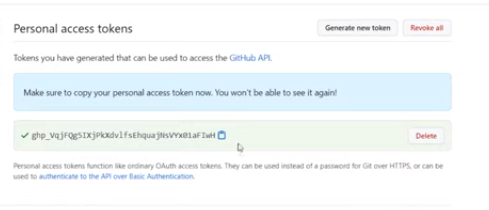 Personal access tokens
Generate new token
Revoke all
Tokens you have generated that can be used to access the GitHub API.
Make sure to copy your personal access token now. You won't be able to see it again!
Delete
Personal access tokens function like ordinary OAuth access tokens. They can be used instead of a password for Git over HTTPS, or can be
used to authenticate to the API over Basic Authentication.